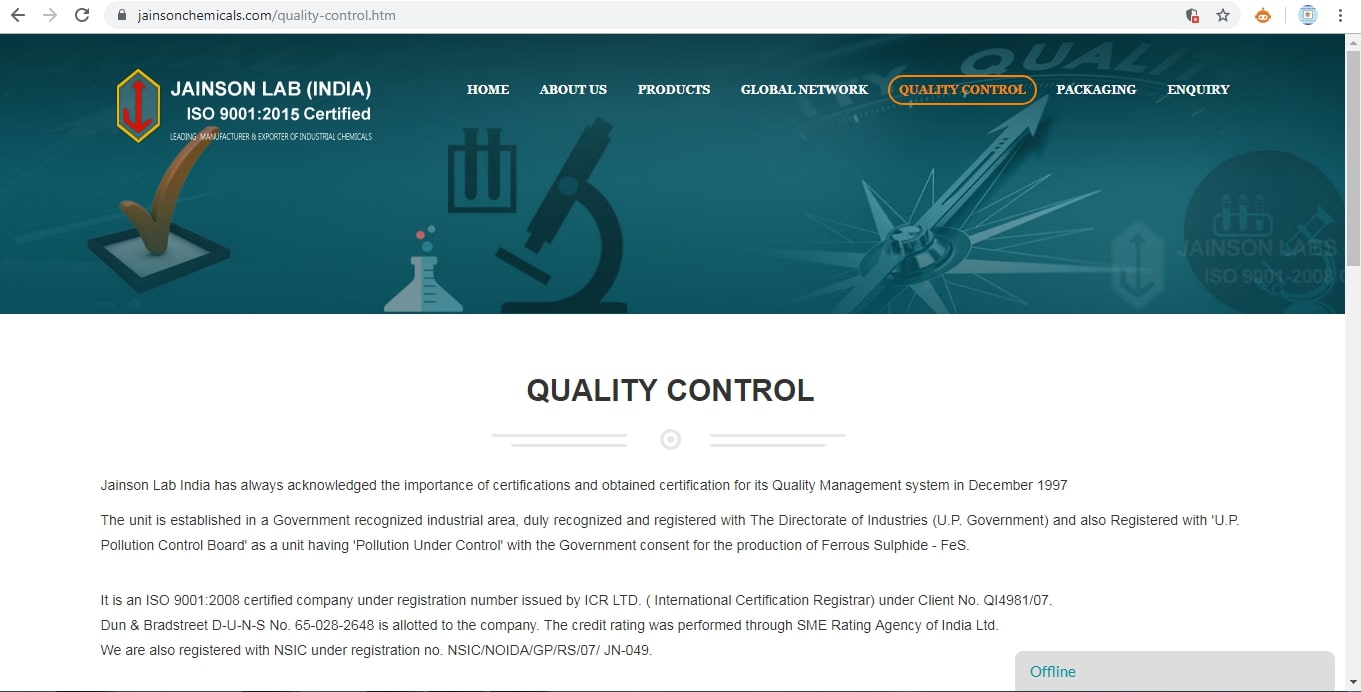 jainsonchemicals.com/quality-control.htm
JAINSON LAB (INDIA)
ISO 9001:2015 Certified
LEADING MANUFACTURER & EXPORTER OF INDUSTRIAL CHEMICALS
HOME ABOUT US PRODUCTS GLOBAL NETWORK QUALITY CONTROL PACKAGING ENQUIRY
QUALITY
JAINSON LABS
ISO 9001-2008
QUALITY CONTROL
Jainson Lab India has always acknowledged the importance of certifications and obtained certification for its Quality Management system in December 1997
The unit is established in a Government recognized industrial area, duly recognized and registered with The Directorate of Industries (U.P. Government) and also Registered with 'U.P.
Pollution Control Board' as a unit having 'Pollution Under Control' with the Government consent for the production of Ferrous Sulphide - FeS.
It is an ISO 9001:2008 certified company under registration number issued by ICR LTD. ( International Certification Registrar) under Client No. QI4981/07.
Dun & Bradstreet D-U-N-S No. 65-028-2648 is allotted to the company. The credit rating was performed through SME Rating Agency of India Ltd.
We are also registered with NSIC under registration no. NSIC/NOIDA/GP/RS/07/ JN-049.
Offline